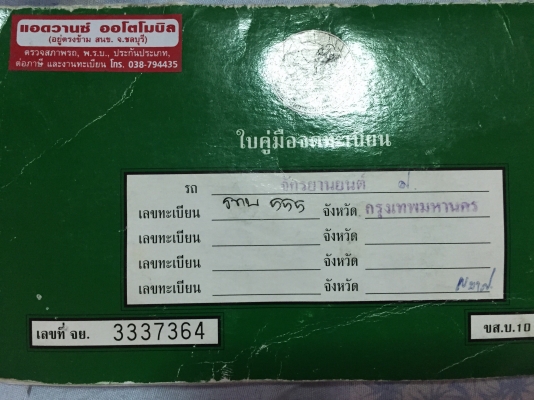 แอดวานซ์ ออโตโมบิล
(อยู่ตรงข้าม สนข. จ.ชลบุรี)
ตรวจสภาพรถ, พ.ร.บ., ประกันประเภท,
ต่อภาษี และงานทะเบียน โทร. 038-794435
ใบคู่มือจดทะเบียน
รถ จักรยานยนต์
เลขทะเบียน 555 จังหวัด กรุงเทพมหานคร
เลขทะเบียน จังหวัด
เลขทะเบียน จังหวัด
เลขทะเบียน จังหวัด
เลขที่ จย. 3337364
ขส.บ.10